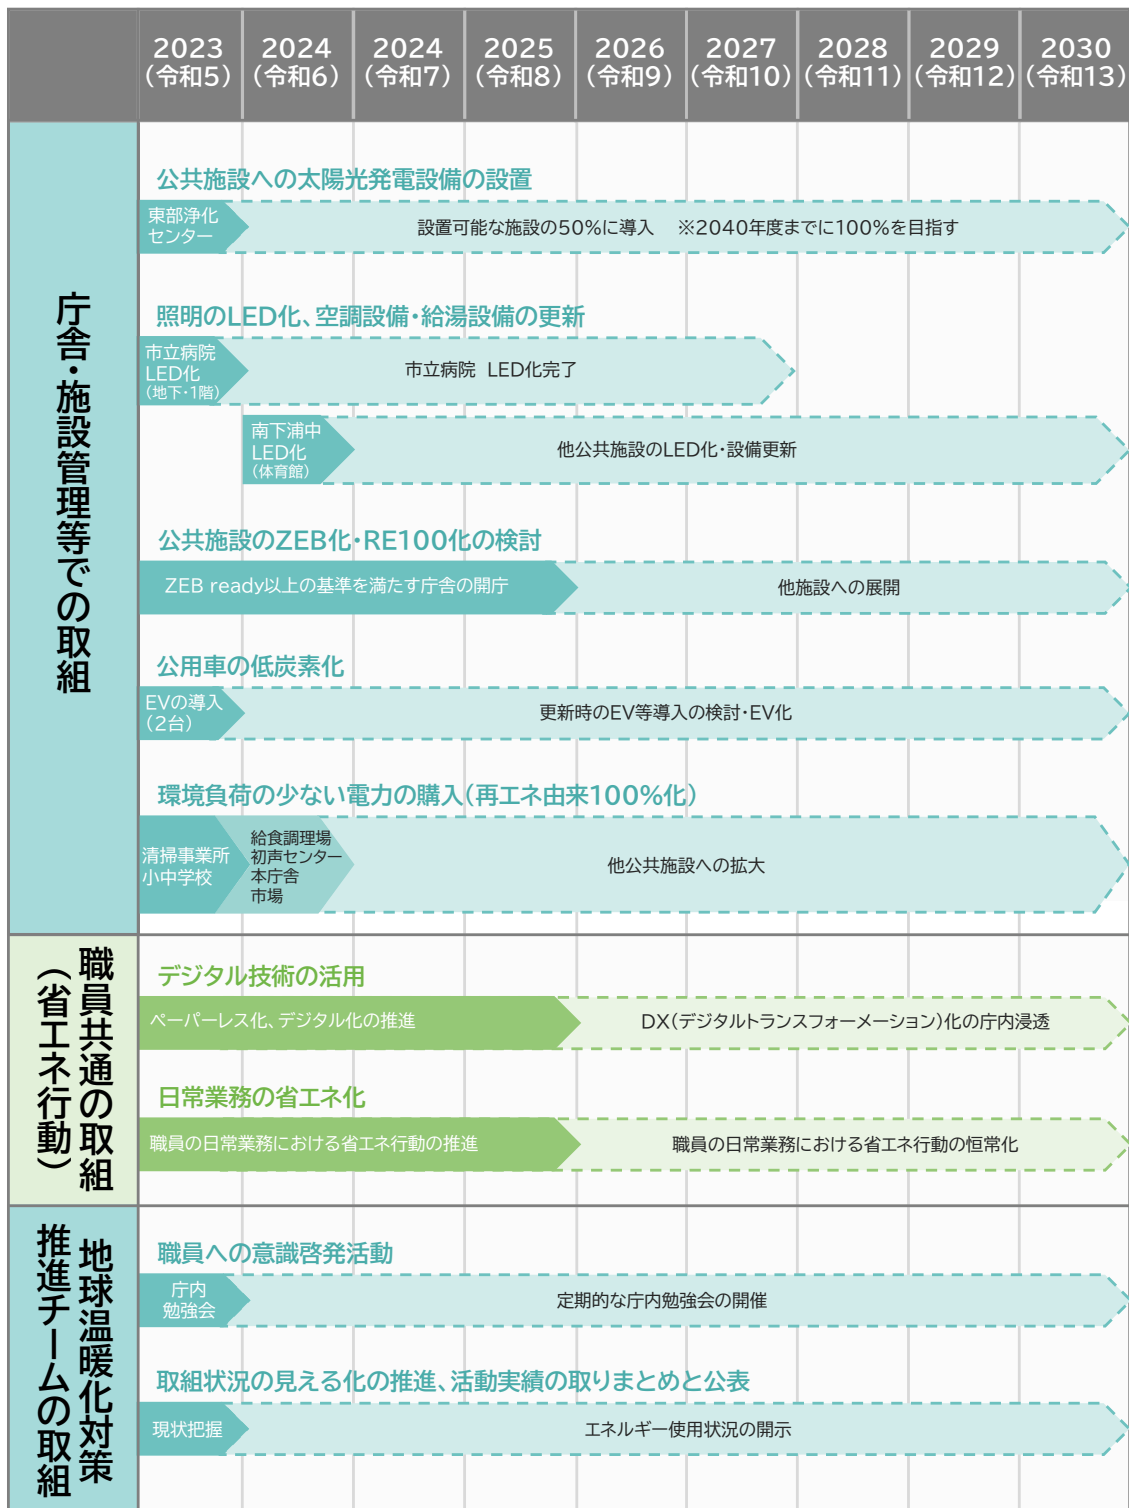 2023 2024 2024 2025 2026 2027 2028 2029 2030
(令和5) (令和6) (令和7) (令和8) (令和9) (令和10) (令和11) (令和12) (令和13)
庁舎・施設管理等での取組
公共施設への太陽光発電設備の設置
東部浄化
センター
設置可能な施設の50%に導入 ※2040年度までに100%を目指す
照明のLED化、空調設備・給湯設備の更新
市立病院
LED化
(地下・1階)
市立病院 LED化完了
南下浦中
LED化
(体育館)
他公共施設のLED化・設備更新
公共施設のZEB化・RE100化の検討
ZEB ready以上の基準を満たす庁舎の開庁
他施設への展開
公用車の低炭素化
EVの導入
(2台)
更新時のEV等導入の検討・EV化
環境負荷の少ない電力の購入(再エネ由来100%化)
清掃事業所
小中学校
給食調理場
初声センター
本庁舎
市場
他公共施設への拡大
職員共通の取組
(省エネ行動)
デジタル技術の活用
ペーパーレス化、デジタル化の推進
DX(デジタルトランスフォーメーション)化の庁内浸透
日常業務の省エネ化
職員の日常業務における省エネ行動の推進
職員の日常業務における省エネ行動の恒常化
地球温暖化対策
推進チームの取組
職員への意識啓発活動
庁内
勉強会
定期的な庁内勉強会の開催
取組状況の見える化の推進、活動実績の取りまとめと公表
現状把握
エネルギー使用状況の開示